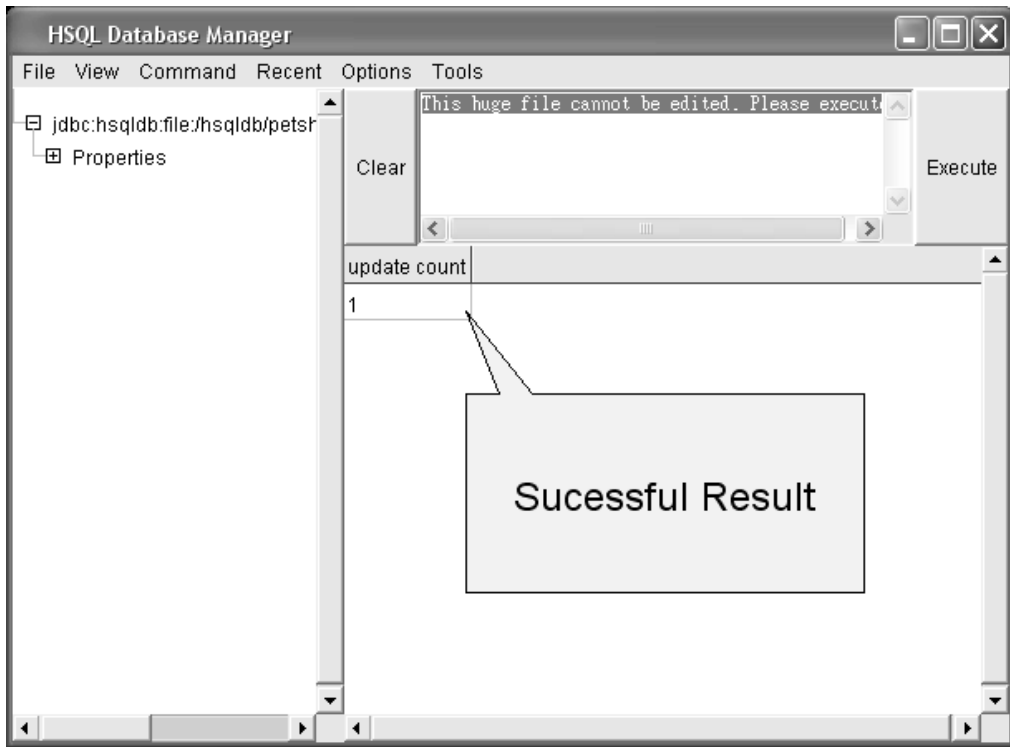 HSQL Database Manager
File View Command Recent Options Tools
jdbc:hsqldb:file:/hsqldb/petsh
Properties
Clear
This huge file cannot be edited. Please execut
Execute
update count
1
Sucessful Result